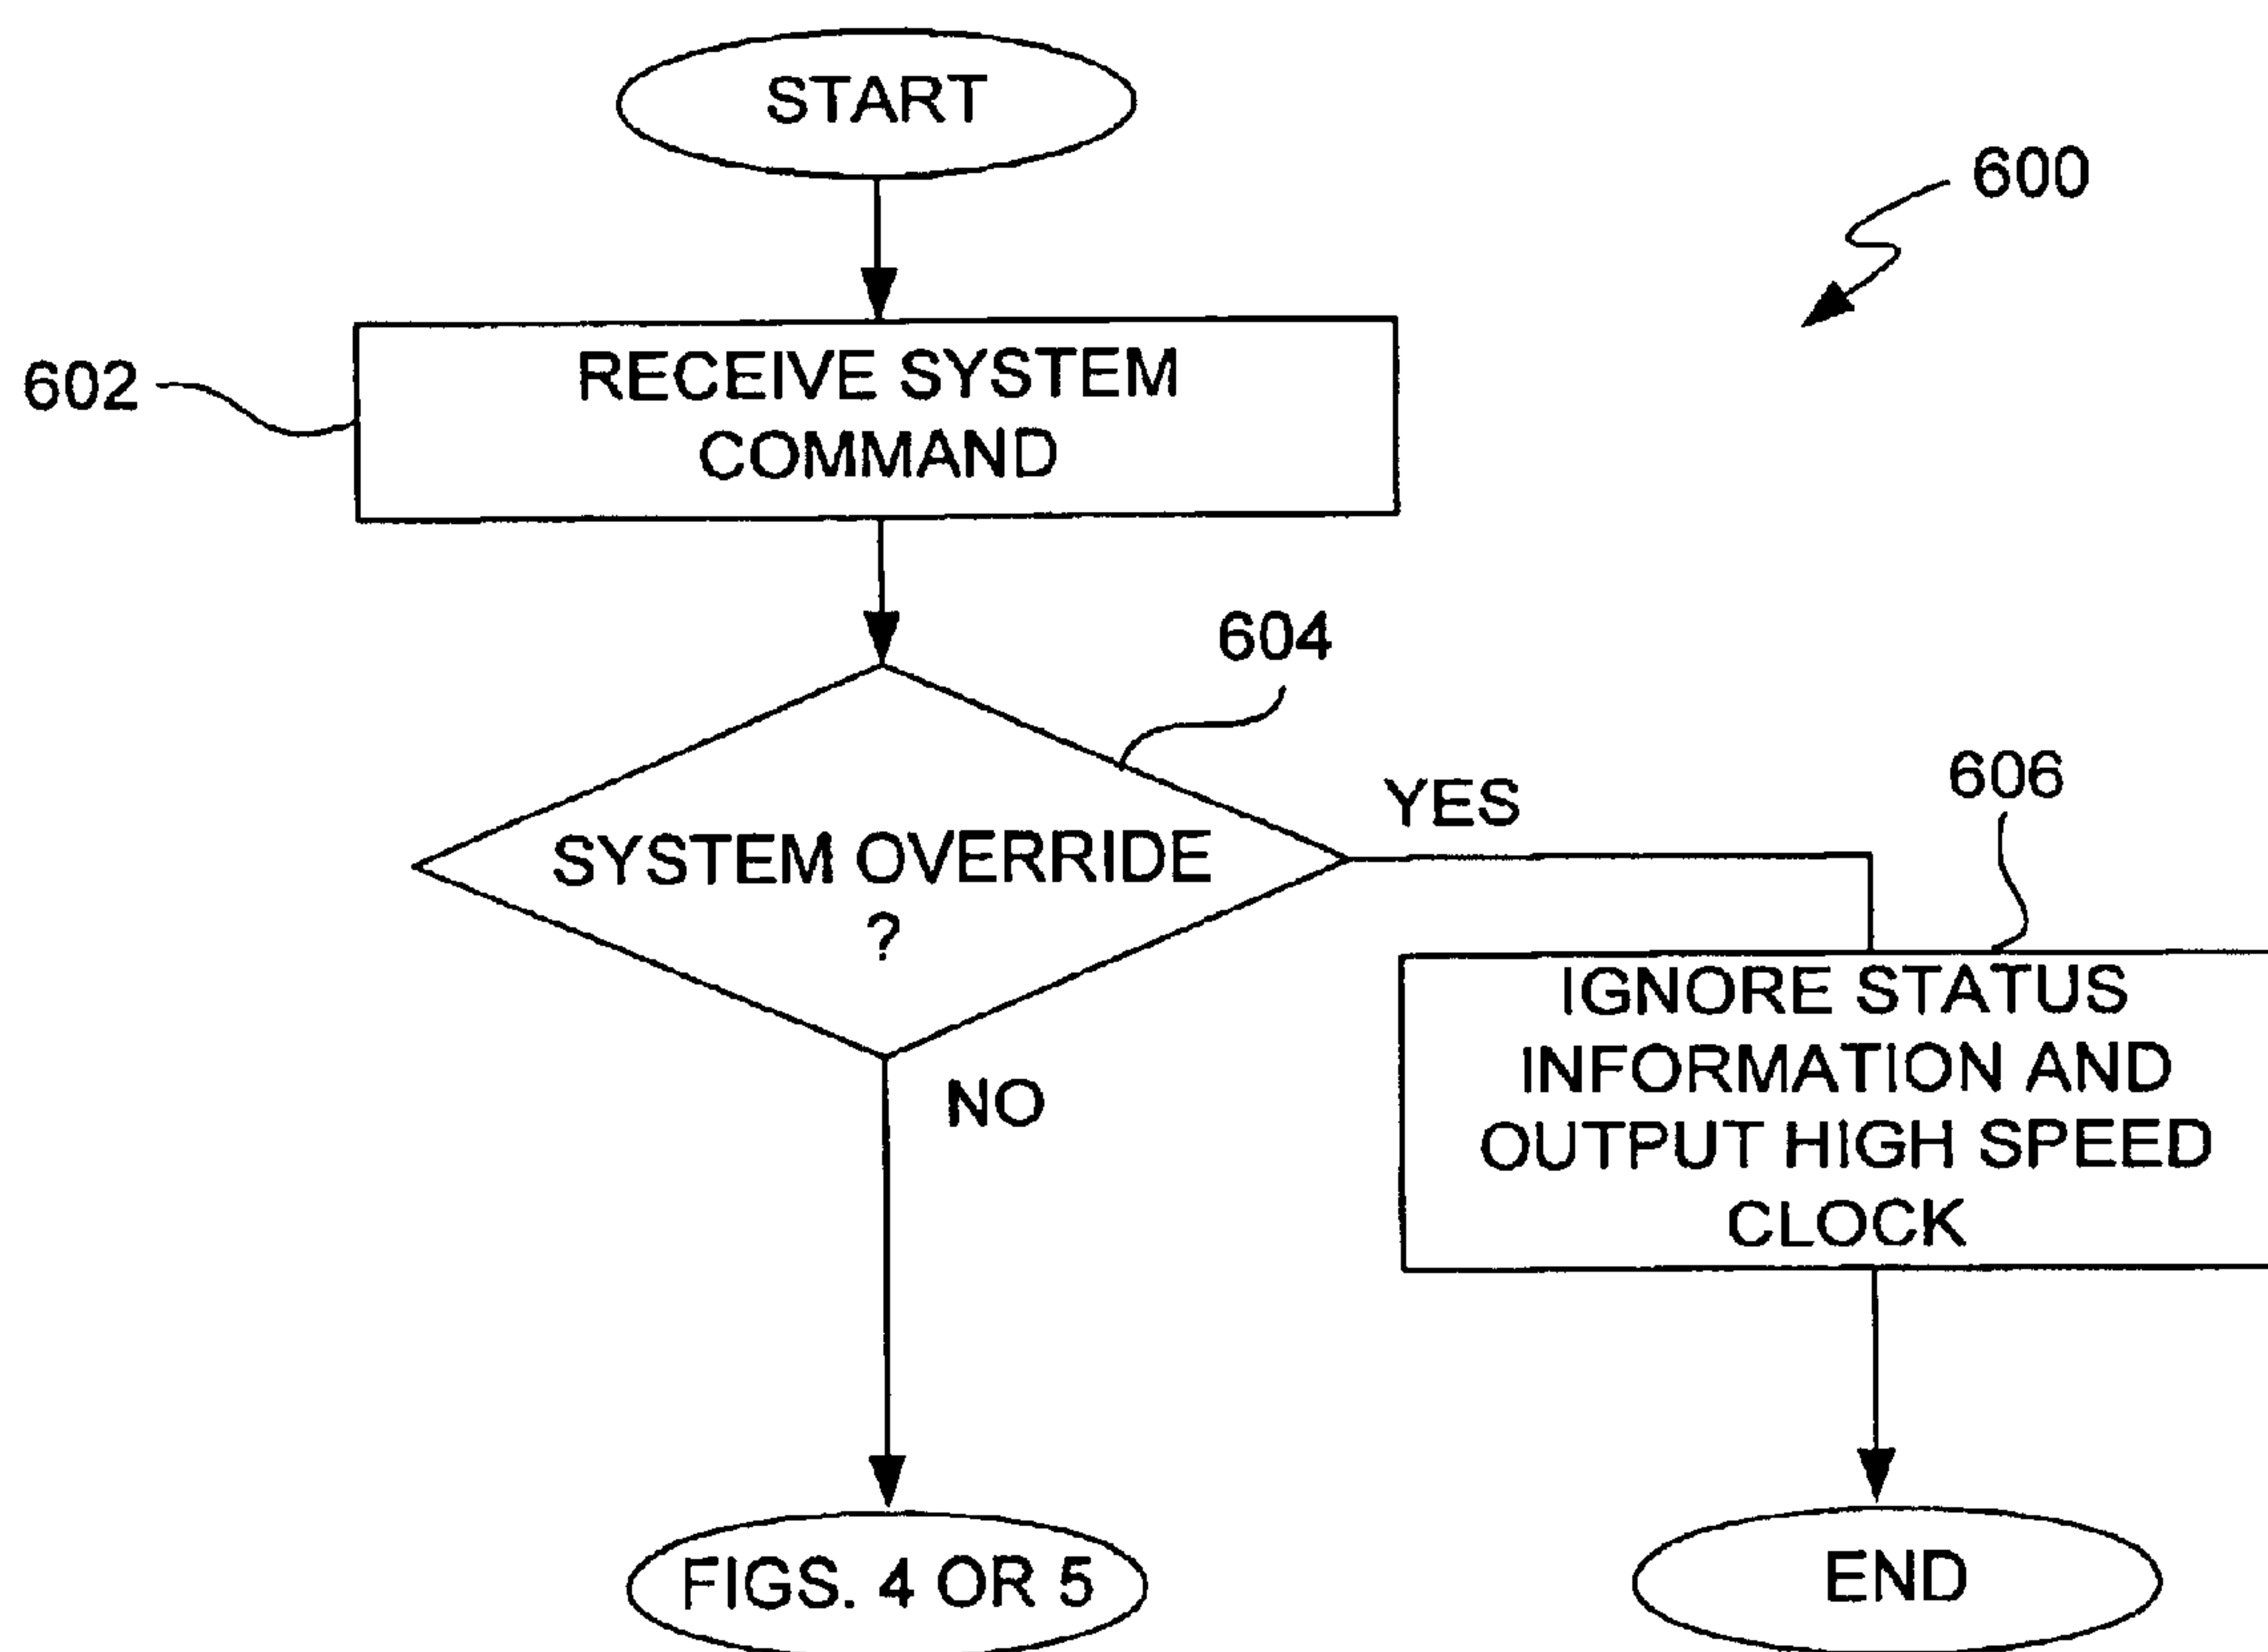 START
600
602
RECEIVE SYSTEM
COMMAND
604
SYSTEM OVERRIDE
?
YES
NO
606
IGNORE STATUS
INFORMATION AND
OUTPUT HIGH SPEED
CLOCK
FIGS. 4 OR 5
END